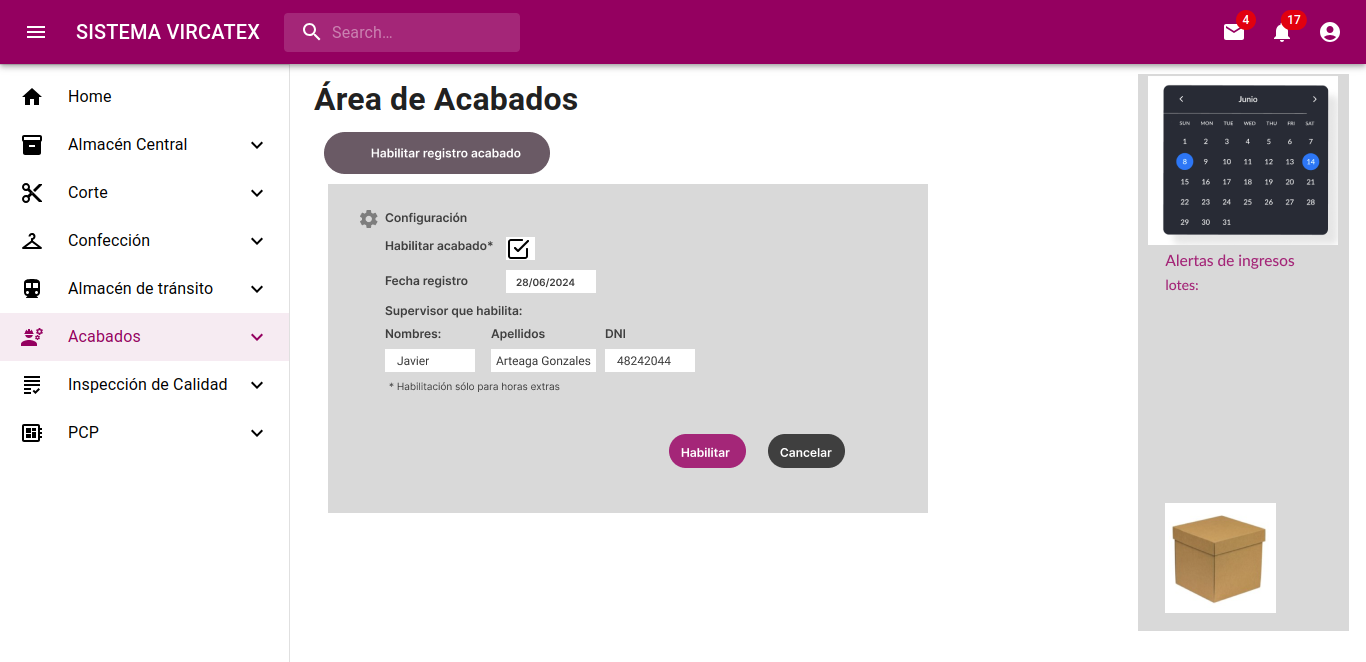 SISTEMA VIRCATEX
Search…
4
17
Home
Almacén Central
Corte
Confección
Almacén de tránsito
Acabados
Inspección de Calidad
PCP
Área de Acabados
Habilitar registro acabado
Configuración
Habilitar acabado*
Fecha registro 28/06/2024
Supervisor que habilita:
Nombres: Apellidos DNI
Javier Arteaga Gonzales 48242044
* Habilitación sólo para horas extras
Habilitar Cancelar
Junio
SUN MON TUE WED THU FRI SAT
1 2 3 4 5 6 7
8 9 10 11 12 13 14
15 16 17 18 19 20 21
22 23 24 25 26 27 28
29 30 31
Alertas de ingresos
lotes: